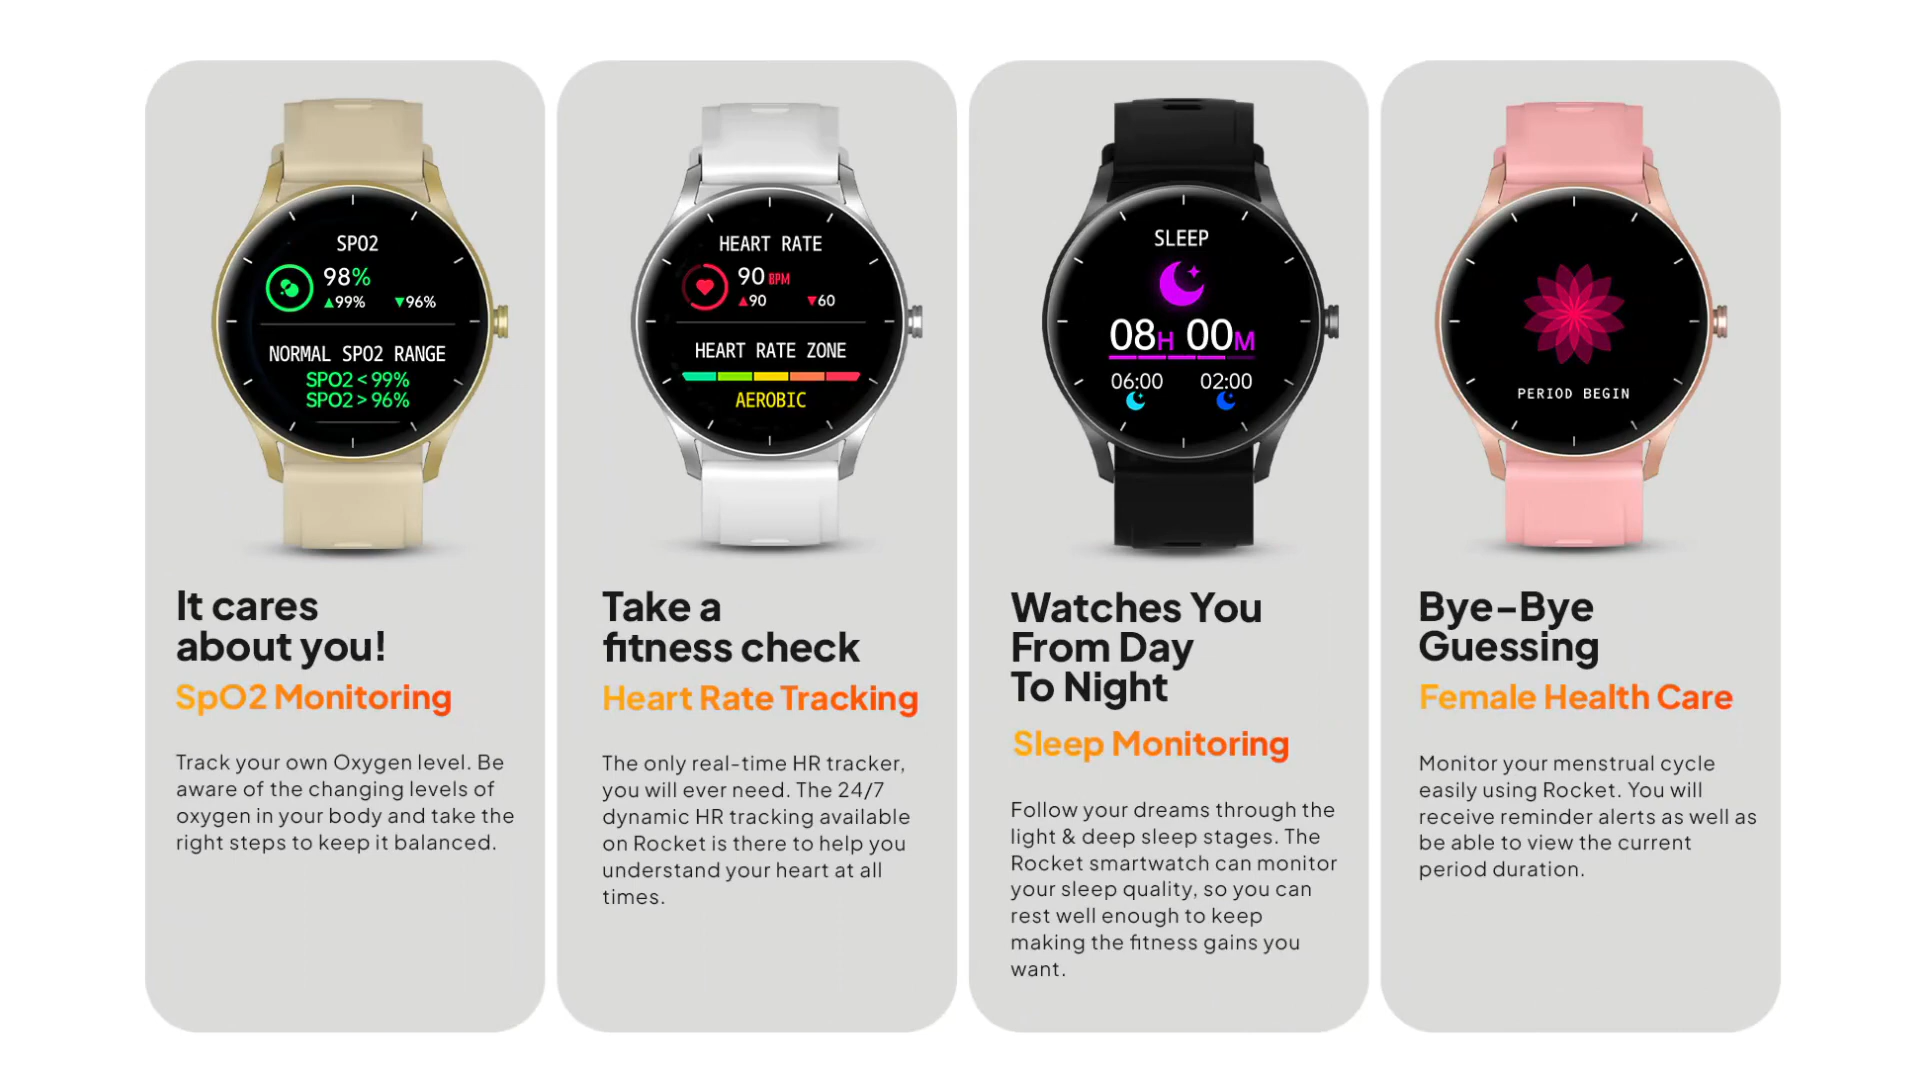 SPO2
98%
▲99% ▼96%
NORMAL SPO2 RANGE
SPO2 < 99%
SPO2 > 96%
It cares
about you!
SpO2 Monitoring
Track your own Oxygen level. Be
aware of the changing levels of
oxygen in your body and take the
right steps to keep it balanced.
HEART RATE
90 BPM
▲90 ▼60
HEART RATE ZONE
AEROBIC
Take a
fitness check
Heart Rate Tracking
The only real-time HR tracker,
you will ever need. The 24/7
dynamic HR tracking available
on Rocket is there to help you
understand your heart at all
times.
SLEEP
08H 00M
06:00 02:00
Watches You
From Day
To Night
Sleep Monitoring
Follow your dreams through the
light & deep sleep stages. The
Rocket smartwatch can monitor
your sleep quality, so you can
rest well enough to keep
making the fitness gains you
want.
PERIOD BEGIN
Bye-Bye
Guessing
Female Health Care
Monitor your menstrual cycle
easily using Rocket. You will
receive reminder alerts as well as
be able to view the current
period duration.